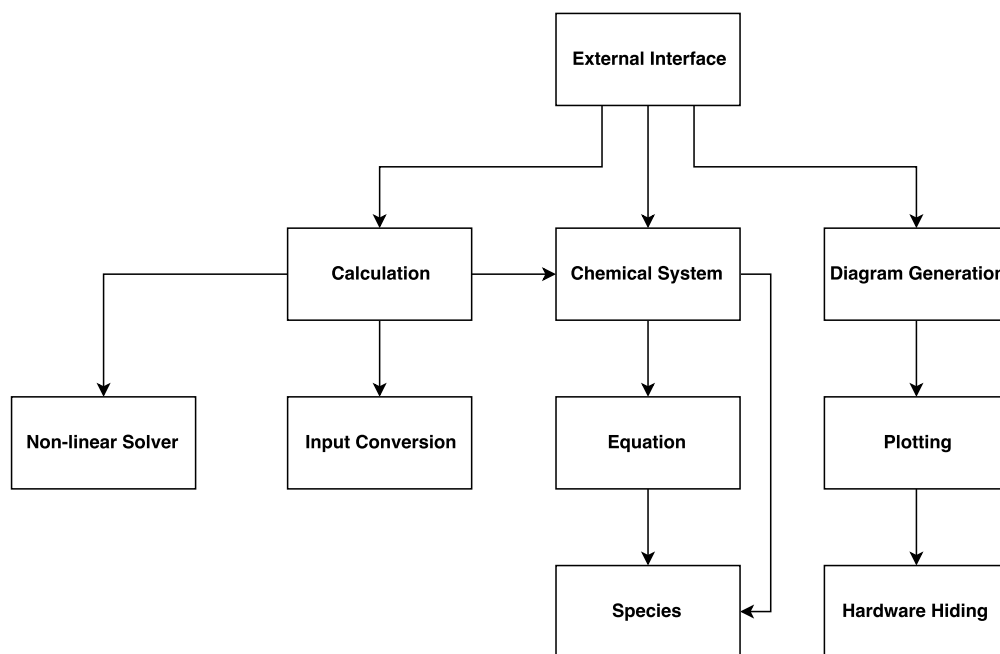 External Interface
Calculation
Chemical System
Diagram Generation
Non-linear Solver
Input Conversion
Equation
Plotting
Species
Hardware Hiding